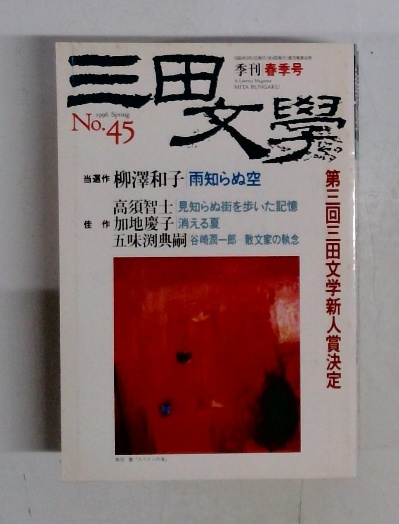 三田文學
季刊 春季号
A Literary Magazine
MITA BUNGAKU
1996 Spring
No.45
当選作 柳澤和子 雨知らぬ空
高須智士 見知らぬ街を歩いた記憶
佳作 加地慶子 消える夏
五味渕典嗣 谷崎潤一郎 散文家の執念
第三回三田文学新人賞決定